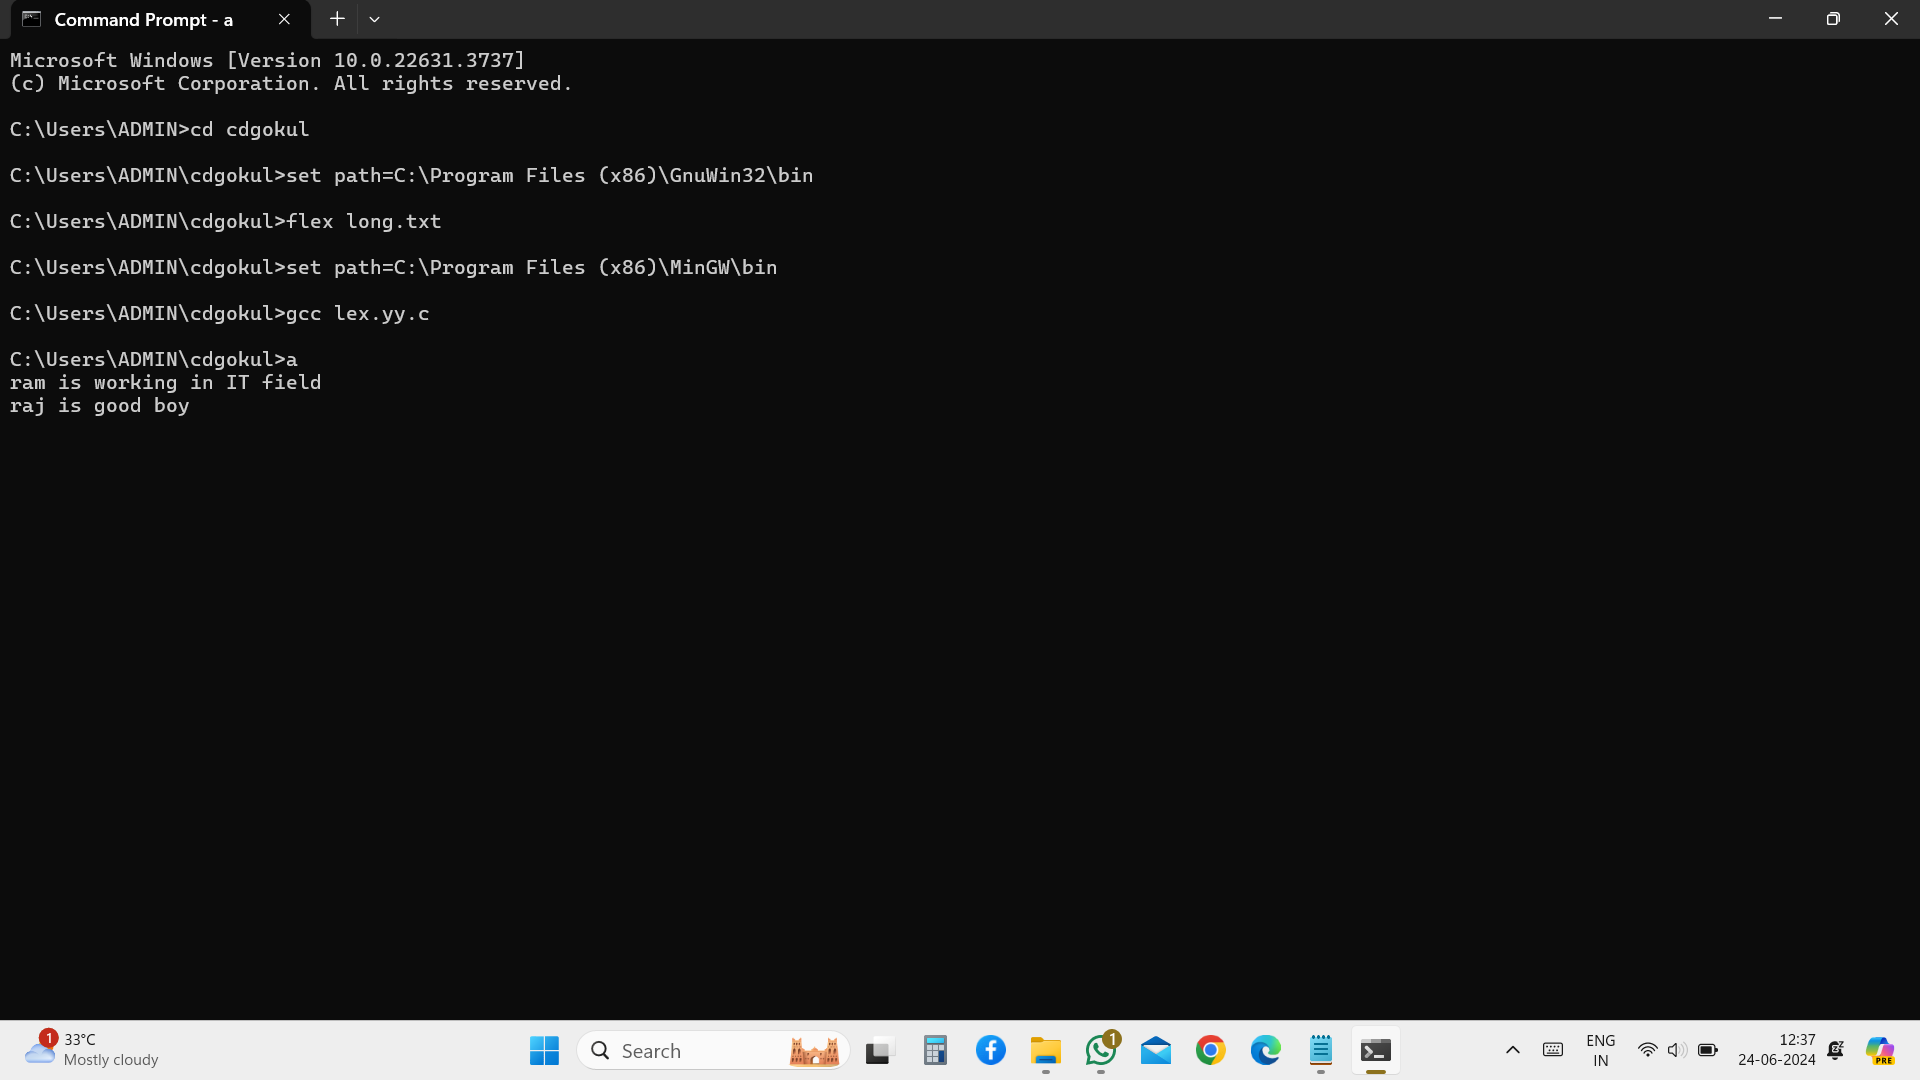 Command Prompt - a
Microsoft Windows [Version 10.0.22631.3737]
(c) Microsoft Corporation. All rights reserved.
C:\Users\ADMIN>cd cdgokul
C:\Users\ADMIN\cdgokul>set path=C:\Program Files (x86)\GnuWin32\bin
C:\Users\ADMIN\cdgokul>flex long.txt
C:\Users\ADMIN\cdgokul>set path=C:\Program Files (x86)\MinGW\bin
C:\Users\ADMIN\cdgokul>gcc lex.yy.c
C:\Users\ADMIN\cdgokul>a
ram is working in IT field
raj is good boy
1
33°C
Mostly cloudy
Search
1
ENG
IN
12:37
24-06-2024
PRE